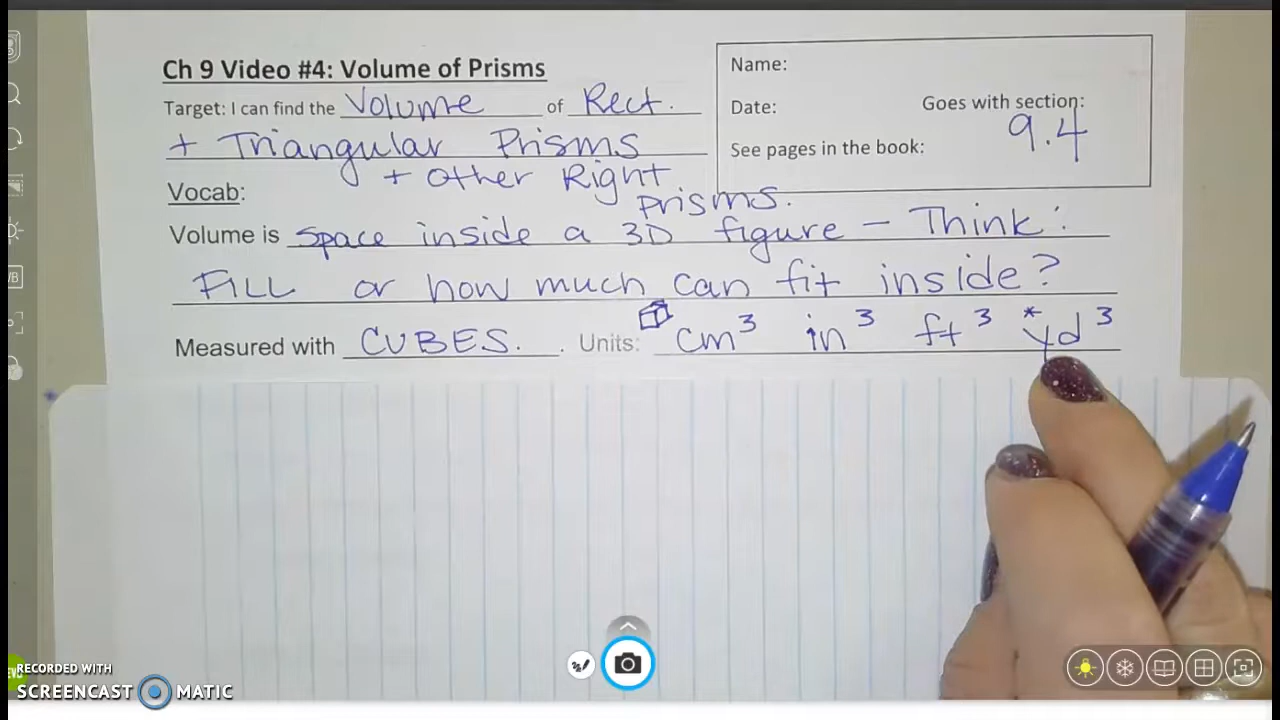 Ch 9 Video #4: Volume of Prisms
Target: I can find the Volume of Rect.
+ Triangular Prisms
+ other Right
Prisms.
Name:
Date:
Goes with section:
9.4
See pages in the book:
Vocab:
Volume is space inside a 3D figure - Think:
FILL or how much can fit inside?
Measured with CUBES. . Units: cm³ in³ ft³ *yd³
RECORDED WITH
SCREENCAST MATIC